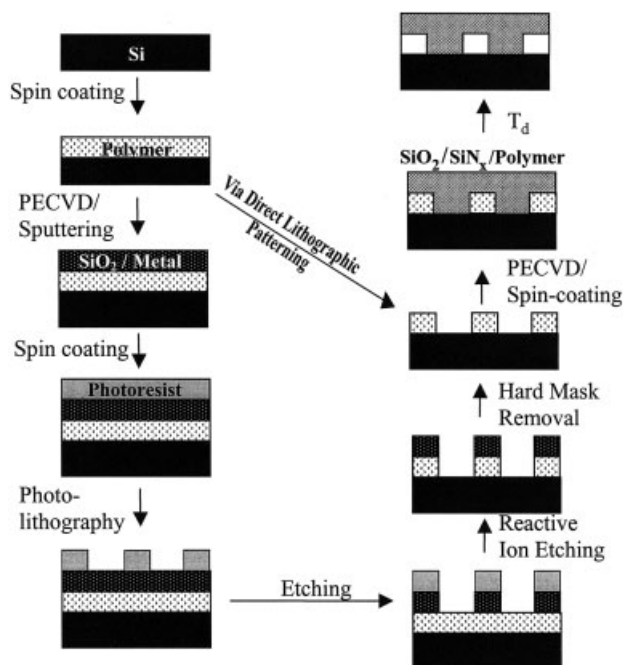 Si
Spin coating
Polymer
PECVD/
Sputtering
SiO₂ / Metal
Spin coating
Photoresist
Photo-
lithography
Etching
Via Direct Lithographic
Patterning
T_d
SiO₂/SiNₓ/Polymer
PECVD/
Spin-coating
Hard Mask
Removal
Reactive
Ion Etching